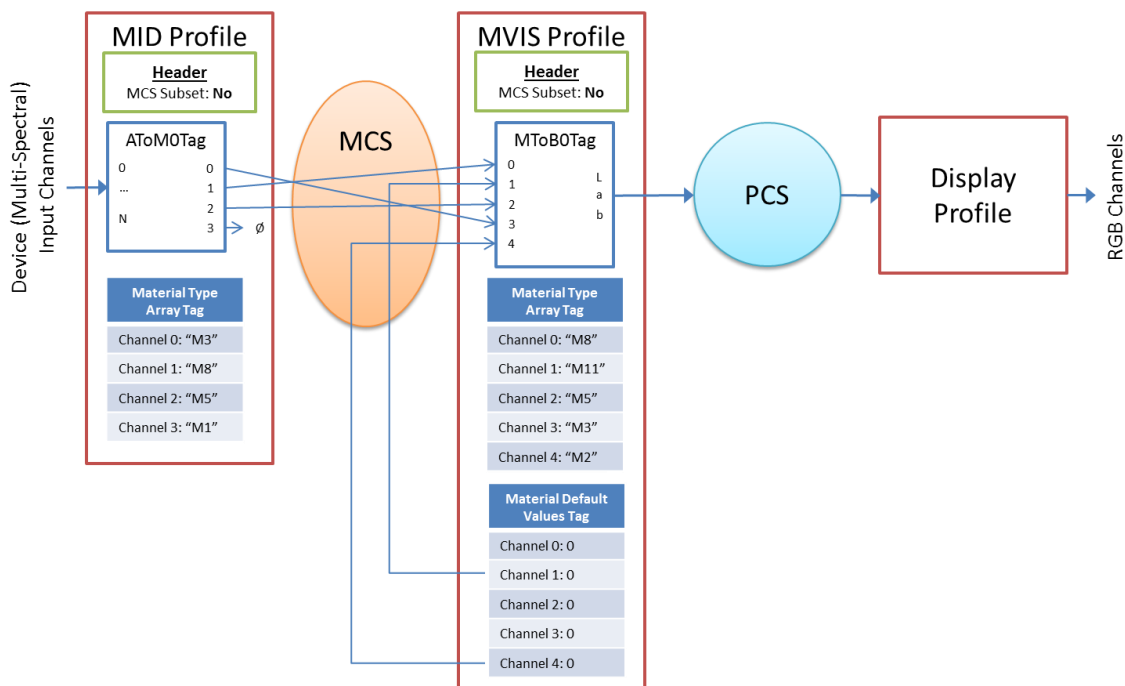 MID Profile
Header
MCS Subset: No
AToM0Tag
0
...
N
0
1
2
3
Ø
Device (Multi-Spectral)
Input Channels
Material Type
Array Tag
Channel 0: “M3”
Channel 1: “M8”
Channel 2: “M5”
Channel 3: “M1”
MCS
MVIS Profile
Header
MCS Subset: No
MToB0Tag
0
1
2
3
4
L
a
b
Material Type
Array Tag
Channel 0: “M8”
Channel 1: “M11”
Channel 2: “M5”
Channel 3: “M3”
Channel 4: “M2”
Material Default
Values Tag
Channel 0: 0
Channel 1: 0
Channel 2: 0
Channel 3: 0
Channel 4: 0
PCS
Display
Profile
RGB Channels